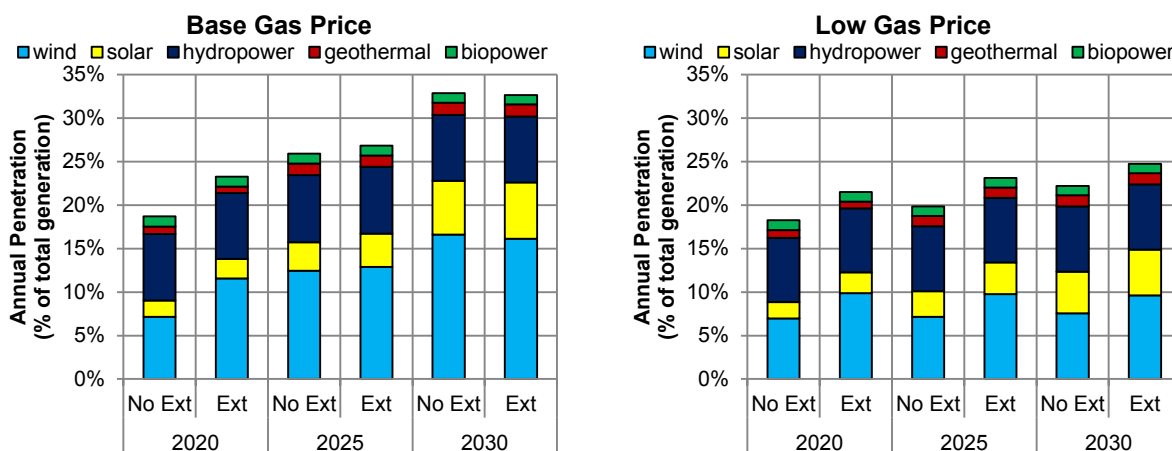 Base Gas Price
wind solar hydropower geothermal biopower
Annual Penetration
(% of total generation)
35%
30%
25%
20%
15%
10%
5%
0%
No Ext Ext No Ext Ext No Ext Ext
2020 2025 2030
Low Gas Price
wind solar hydropower geothermal biopower
Annual Penetration
(% of total generation)
35%
30%
25%
20%
15%
10%
5%
0%
No Ext Ext No Ext Ext No Ext Ext
2020 2025 2030